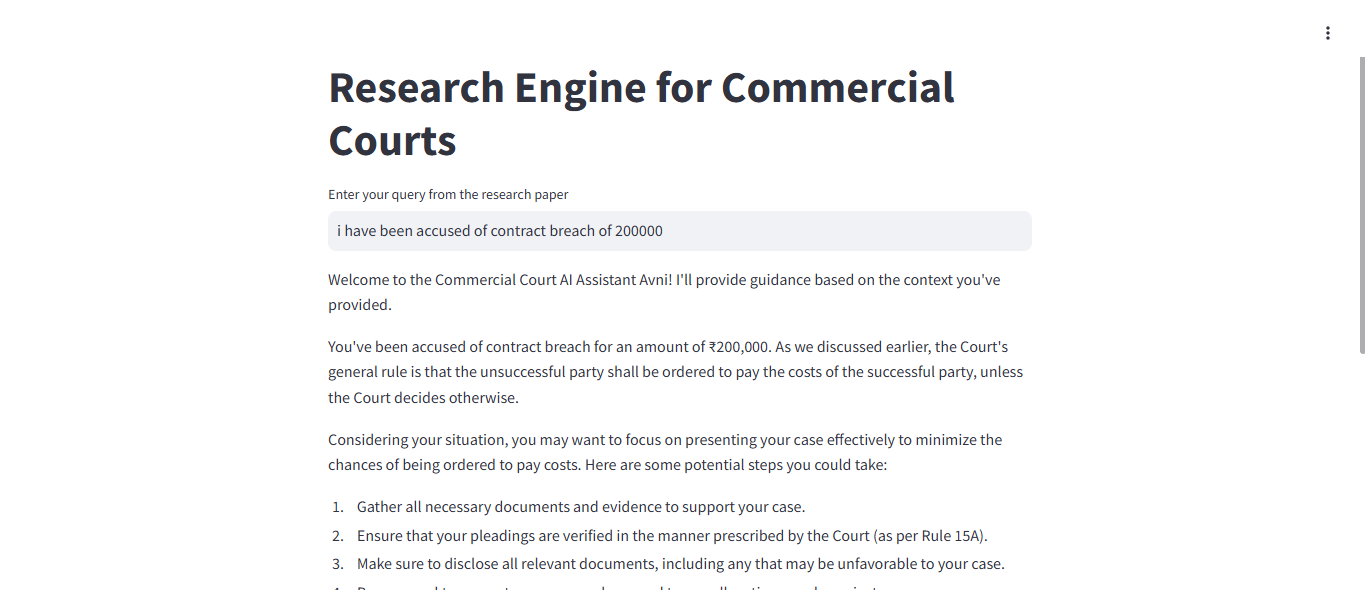 Research Engine for Commercial
Courts
Enter your query from the research paper
i have been accused of contract breach of 200000
Welcome to the Commercial Court AI Assistant Avni! I'll provide guidance based on the context you've
provided.
You've been accused of contract breach for an amount of ₹200,000. As we discussed earlier, the Court's
general rule is that the unsuccessful party shall be ordered to pay the costs of the successful party, unless
the Court decides otherwise.
Considering your situation, you may want to focus on presenting your case effectively to minimize the
chances of being ordered to pay costs. Here are some potential steps you could take:
1. Gather all necessary documents and evidence to support your case.
2. Ensure that your pleadings are verified in the manner prescribed by the Court (as per Rule 15A).
3. Make sure to disclose all relevant documents, including any that may be unfavorable to your case.